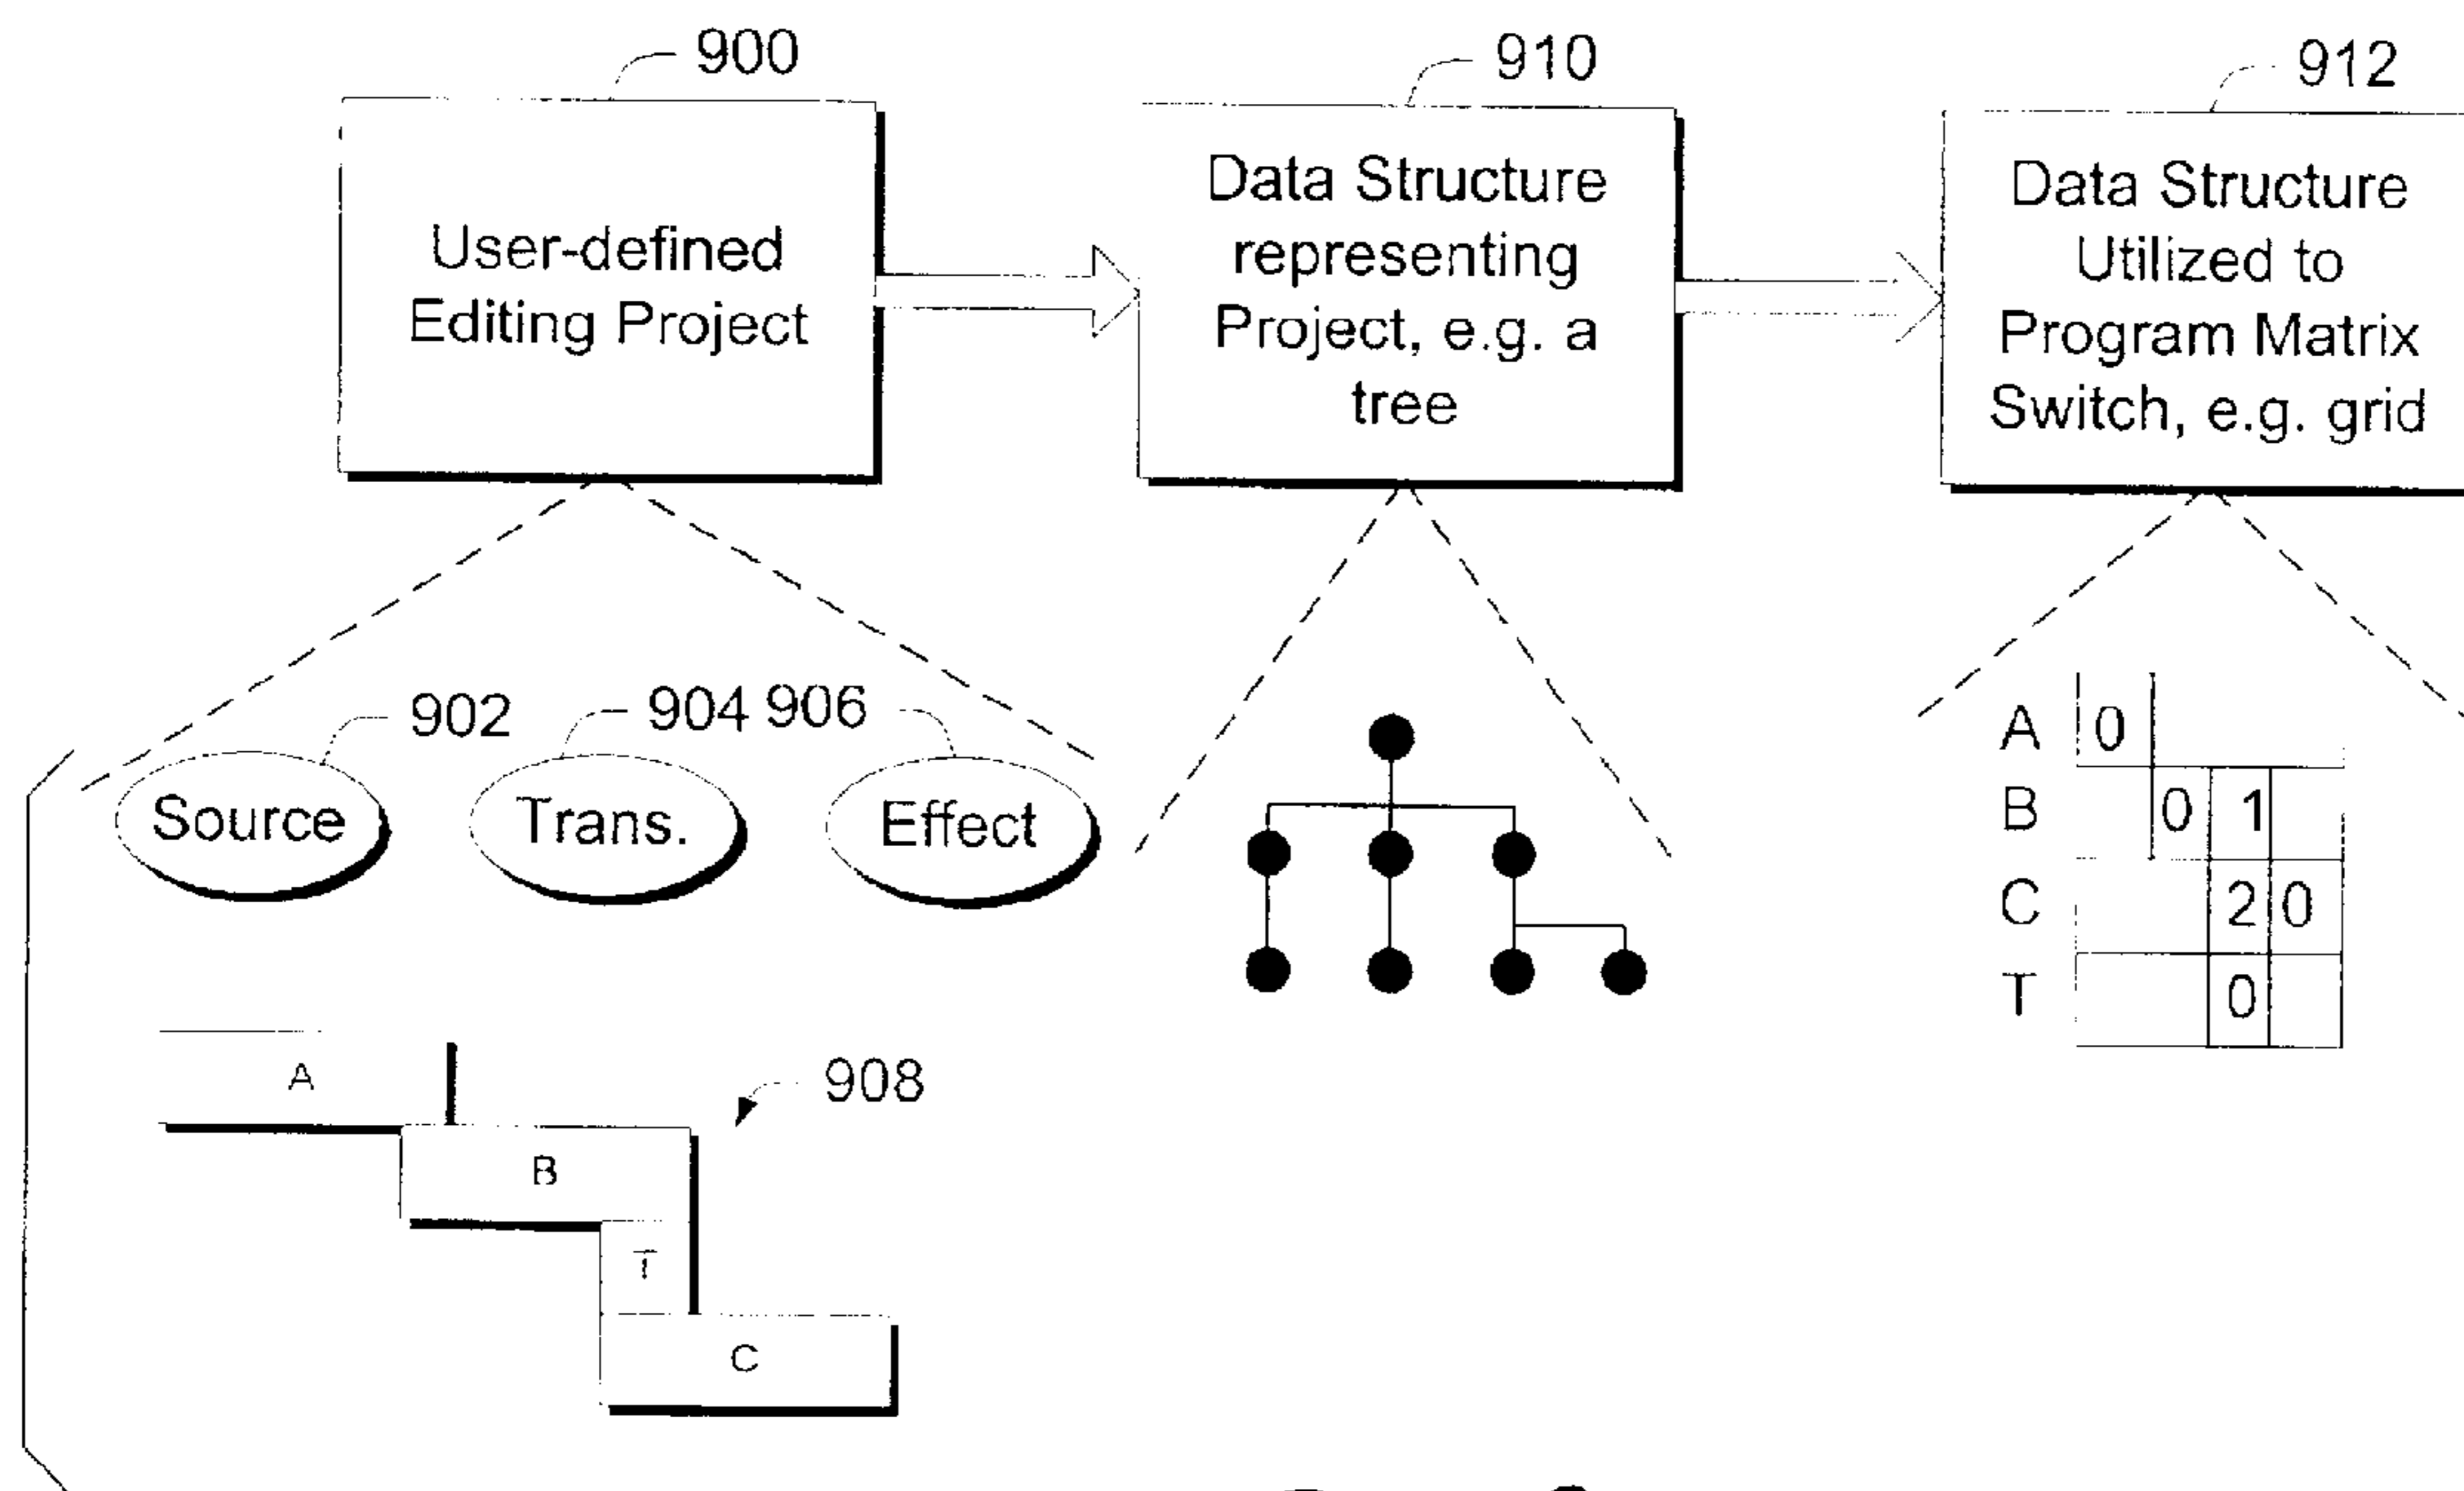 900
910
912
User-defined
Editing Project
Data Structure
representing
Project, e.g. a
tree
Data Structure
Utilized to
Program Matrix
Switch, e.g. grid
902
904
906
Source
Trans.
Effect
A 0
B 0 1
C 2 0
T 0
908
A
B
T
C